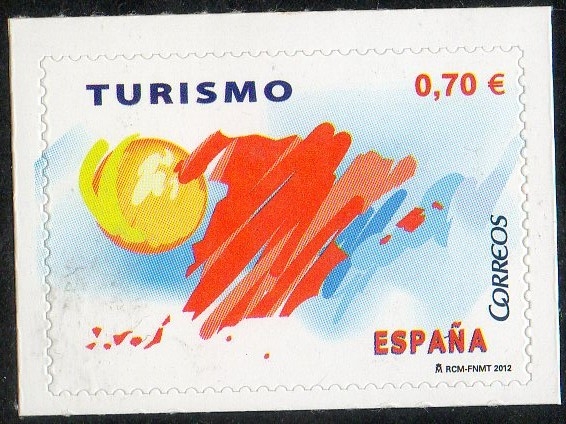 TURISMO
0,70 €
CORREOS
ESPAÑA
RCM-FNMT 2012